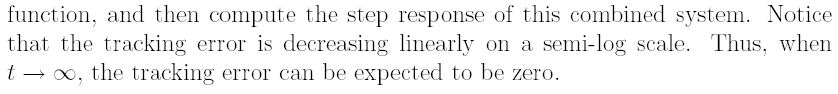 function, and then compute the step response of this combined system. Notice
that the tracking error is decreasing linearly on a semi-log scale. Thus, when
t → ∞, the tracking error can be expected to be zero.